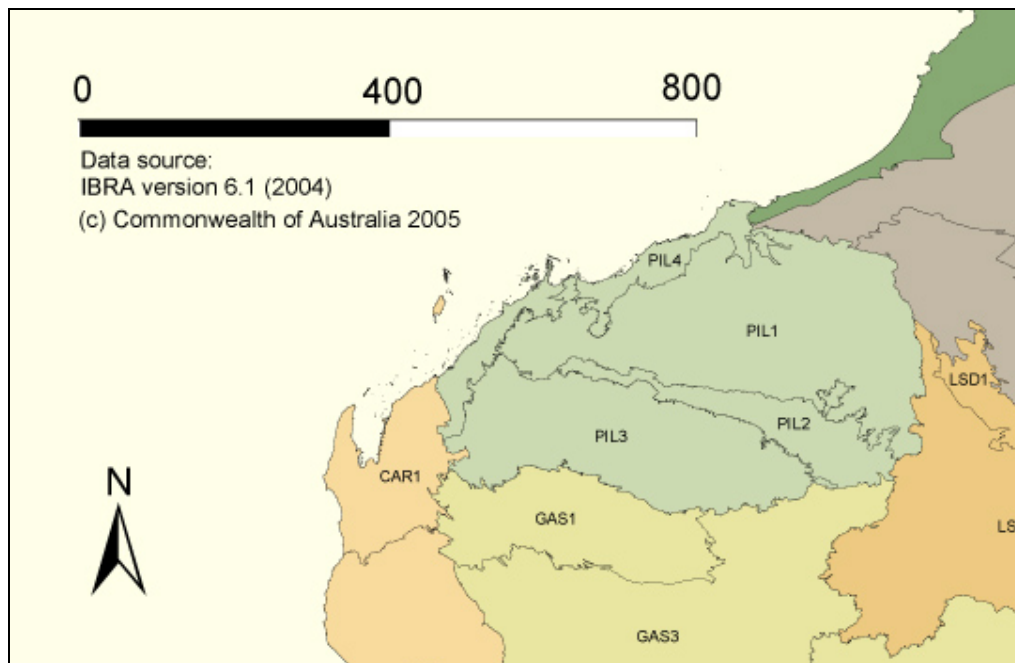 0 400 800
Data source:
IBRA version 6.1 (2004)
(c) Commonwealth of Australia 2005
PIL4
PIL1
LSD1
PIL2
PIL3
CAR1
N
GAS1
LS
GAS3